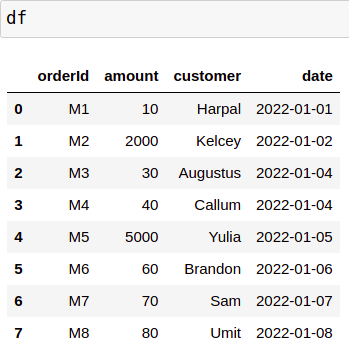 df
orderId amount customer date
0 M1 10 Harpal 2022-01-01
1 M2 2000 Kelcey 2022-01-02
2 M3 30 Augustus 2022-01-04
3 M4 40 Callum 2022-01-04
4 M5 5000 Yulia 2022-01-05
5 M6 60 Brandon 2022-01-06
6 M7 70 Sam 2022-01-07
7 M8 80 Umit 2022-01-08